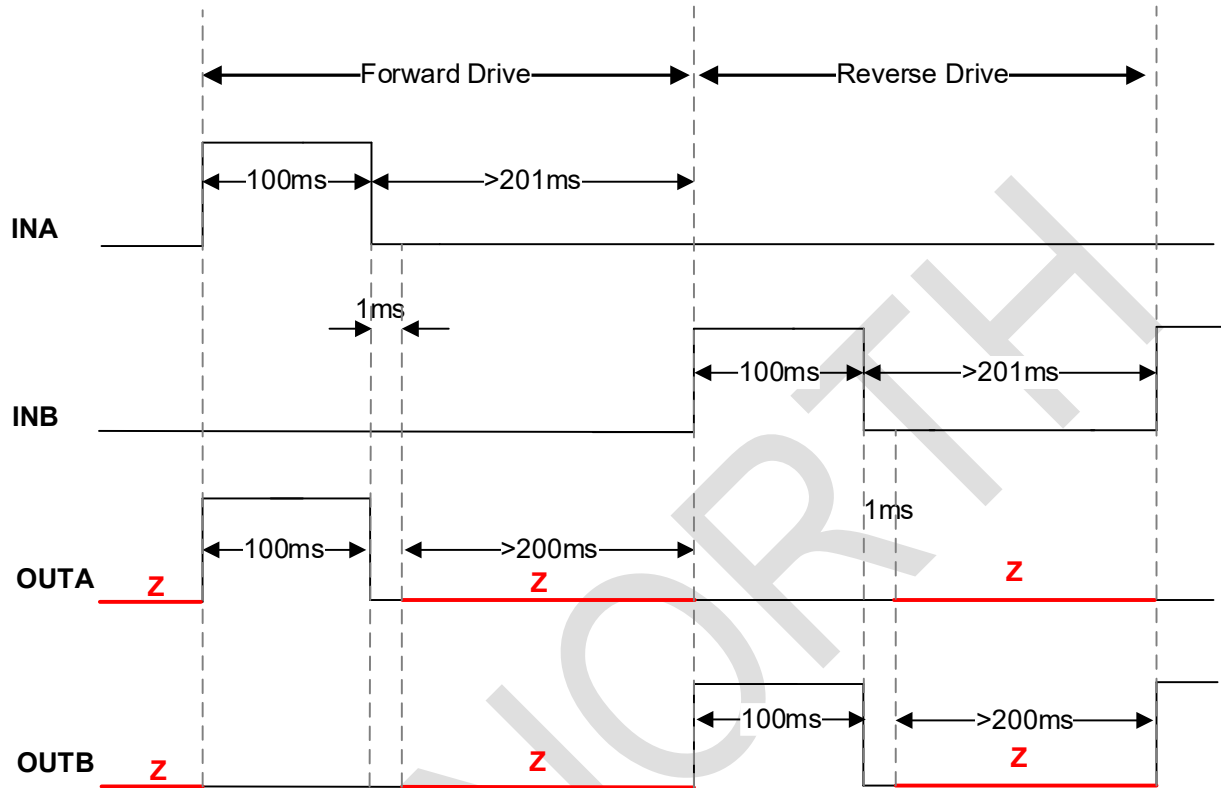 Forward Drive Reverse Drive
100ms >201ms
INA
1ms
100ms >201ms
INB
1ms
100ms >200ms
OUTA Z Z Z
100ms >200ms
OUTB Z Z Z
NORTH